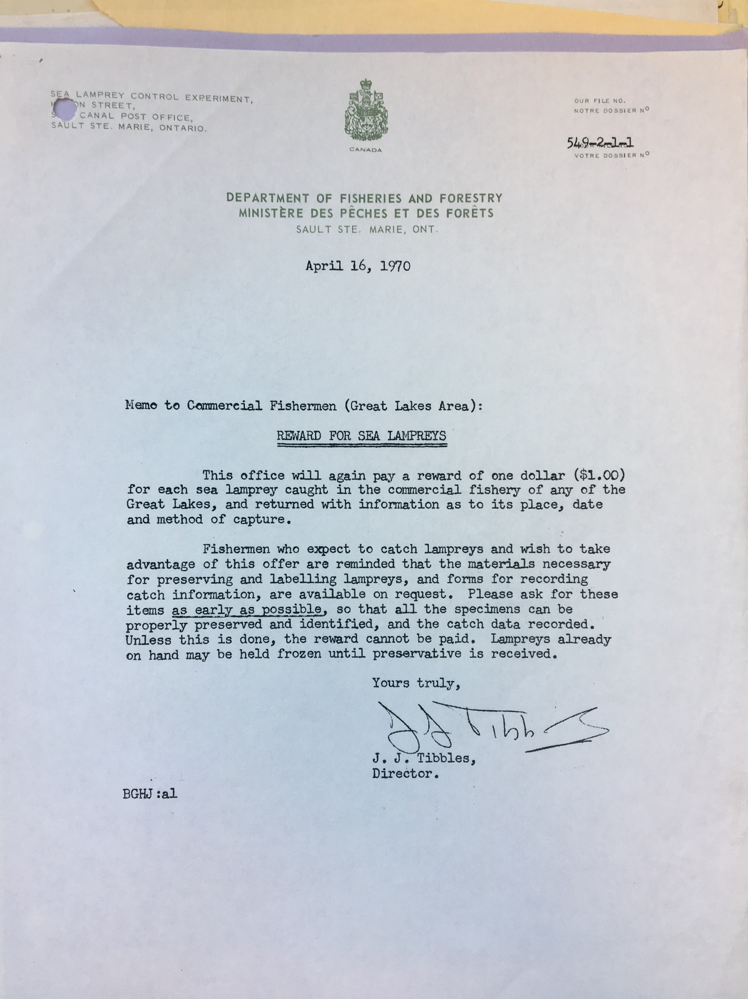 SEA LAMPREY CONTROL EXPERIMENT,
STREET,
CANAL POST OFFICE,
SAULT STE. MARIE, ONTARIO.
CANADA
OUR FILE NO.
NOTRE DOSSIER Nº
549-2-1-1
VOTRE DOSSIER Nº
DEPARTMENT OF FISHERIES AND FORESTRY
MINISTÈRE DES PÊCHES ET DES FORÊTS
SAULT STE. MARIE, ONT.
April 16, 1970
Memo to Commercial Fishermen (Great Lakes Area):
REWARD FOR SEA LAMPREYS
This office will again pay a reward of one dollar ($1.00)
for each sea lamprey caught in the commercial fishery of any of the
Great Lakes, and returned with information as to its place, date
and method of capture.
Fishermen who expect to catch lampreys and wish to take
advantage of this offer are reminded that the materials necessary
for preserving and labelling lampreys, and forms for recording
catch information, are available on request. Please ask for these
items as early as possible, so that all the specimens can be
properly preserved and identified, and the catch data recorded.
Unless this is done, the reward cannot be paid. Lampreys already
on hand may be held frozen until preservative is received.
Yours truly,
J J Tibbles
J. J. Tibbles,
Director.
BGHJ:al